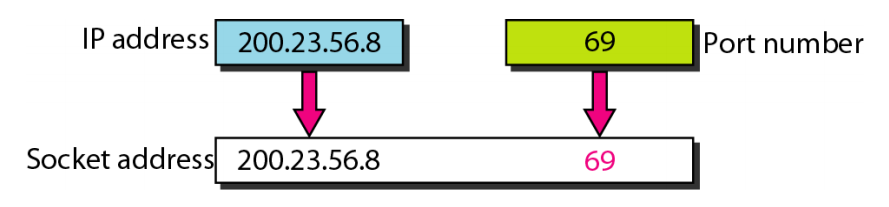 IP address 200.23.56.8 69 Port number
Socket address 200.23.56.8 69